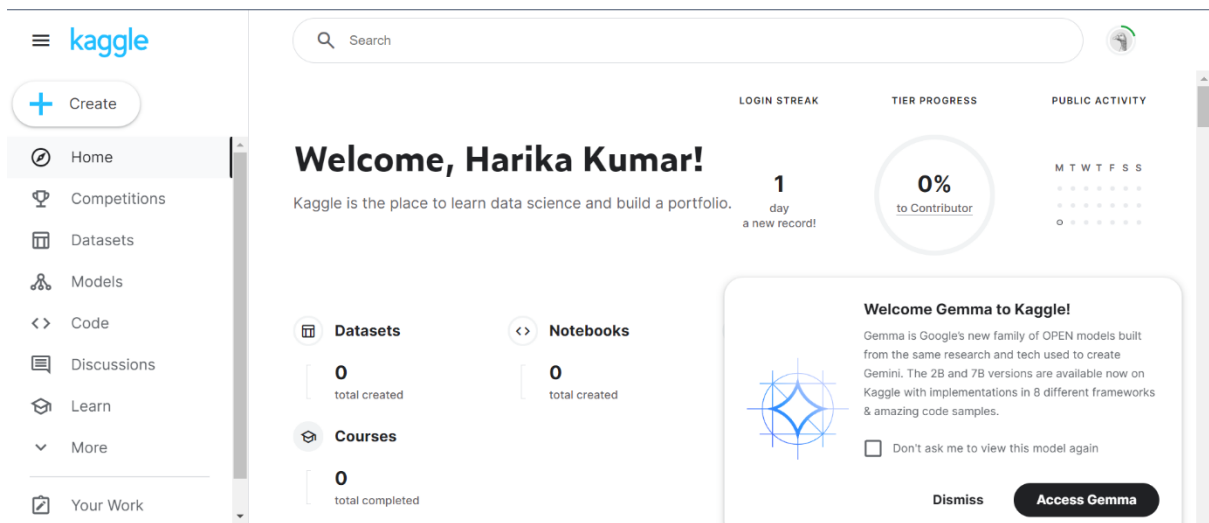 kaggle
Search
Create
Home
Competitions
Datasets
Models
Code
Discussions
Learn
More
Your Work
Welcome, Harika Kumar!
Kaggle is the place to learn data science and build a portfolio.
LOGIN STREAK
1
day
a new record!
TIER PROGRESS
0%
to Contributor
PUBLIC ACTIVITY
M T W T F S S
Datasets
0
total created
Notebooks
0
total created
Courses
0
total completed
Welcome Gemma to Kaggle!
Gemma is Google's new family of OPEN models built
from the same research and tech used to create
Gemini. The 2B and 7B versions are available now on
Kaggle with implementations in 8 different frameworks
& amazing code samples.
Don't ask me to view this model again
Dismiss
Access Gemma